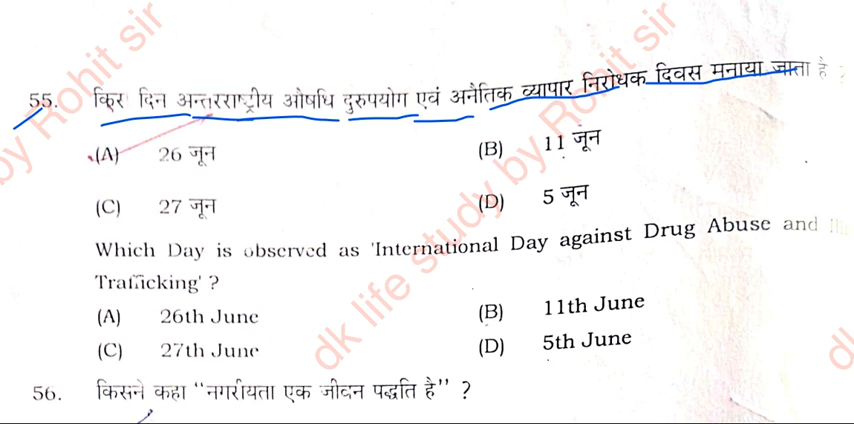 55. किर दिन अन्तरराष्ट्रीय औषधि दुरुपयोग एवं अनैतिक व्यापार निरोधक दिवस मनाया जाता है ?
(A) 26 जून (B) 11 जून
(C) 27 जून (D) 5 जून
Which Day is observed as 'International Day against Drug Abuse and
Trafficking' ?
(A) 26th June (B) 11th June
(C) 27th June (D) 5th June
56. किसने कहा “नगरीयता एक जीवन पद्धति है” ?
by Rohit sir
dk life study by Rohit sir